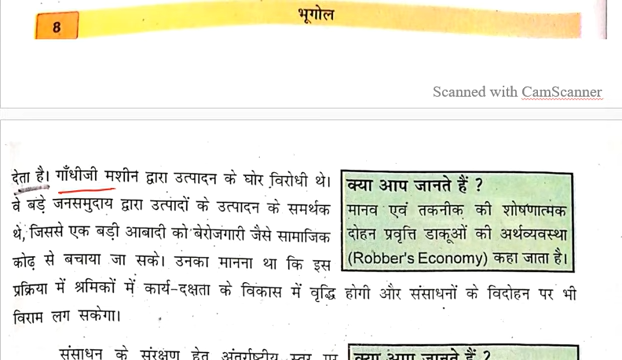 8
भूगोल
Scanned with CamScanner
देता है। गाँधीजी मशीन द्वारा उत्पादन के घोर विरोधी थे।
वे बड़े जनसमुदाय द्वारा उत्पादों के उत्पादन के समर्थक
थे, जिससे एक बड़ी आबादी को बेरोजगारी जैसे सामाजिक
कोढ़ से बचाया जा सके। उनका मानना था कि इस
प्रक्रिया में श्रमिकों में कार्य-दक्षता के विकास में वृद्धि होगी और संसाधनों के विदोहन पर भी
विराम लग सकेगा।
क्या आप जानते हैं ?
मानव एवं तकनीक की शोषणात्मक
दोहन प्रवृत्ति डाकूओं की अर्थव्यवस्था
(Robber's Economy) कहा जाता है।
संसाधन के संरक्षण हेतु अंतर्राष्ट्रीय स्तर पर
क्या आप जानते हैं ?